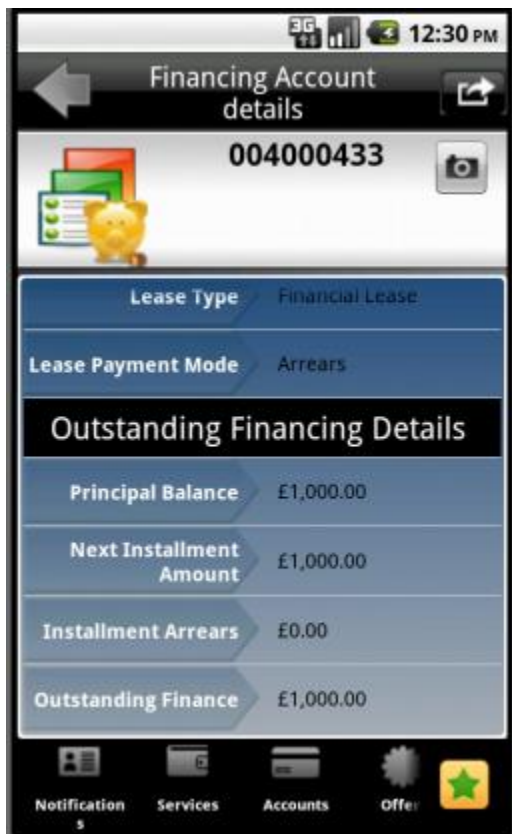 3G
12:30 PM
Financing Account
details
004000433
Lease Type Financial Lease
Lease Payment Mode Arrears
Outstanding Financing Details
Principal Balance £1,000.00
Next Installment
Amount £1,000.00
Installment Arrears £0.00
Outstanding Finance £1,000.00
Notification
s Services Accounts Offer